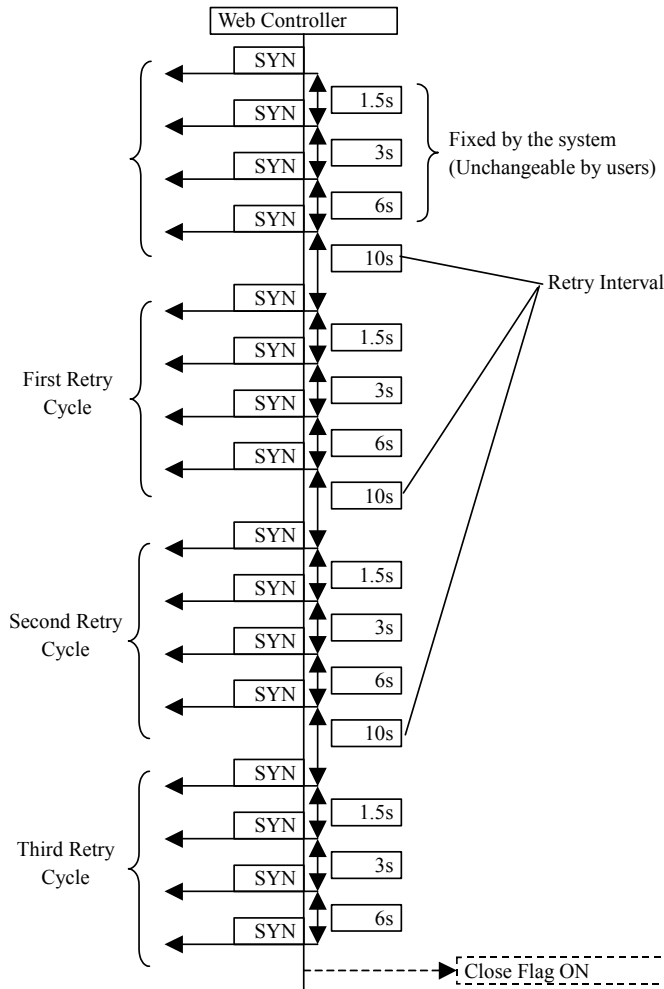 Web Controller
SYN
1.5s
SYN
Fixed by the system
(Unchangeable by users)
3s
SYN
6s
SYN
10s
Retry Interval
SYN
1.5s
SYN
First Retry
Cycle
3s
SYN
6s
SYN
10s
SYN
1.5s
SYN
Second Retry
Cycle
3s
SYN
6s
SYN
10s
SYN
1.5s
SYN
Third Retry
Cycle
3s
SYN
6s
SYN
Close Flag ON